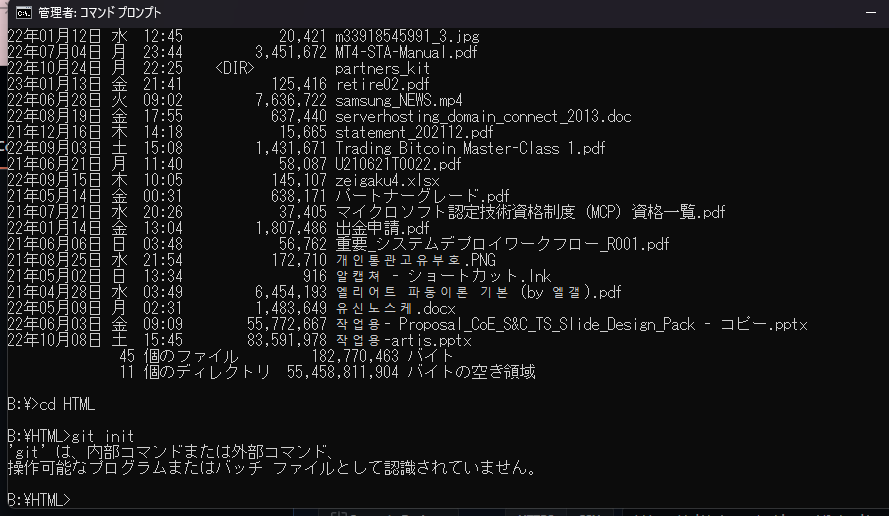 管理者: コマンド プロンプト
22年01月12日 水  12:45            20,421 m33918545991_3.jpg
22年07月04日 月  23:44         3,451,672 MT4-STA-Manual.pdf
22年10月24日 月  22:25    <DIR>          partners_kit
23年01月13日 金  21:41           125,416 retire02.pdf
22年06月28日 火  09:02         7,636,722 samsung_NEWS.mp4
22年08月19日 金  17:55           637,440 serverhosting_domain_connect_2013.doc
21年12月16日 木  14:18            15,665 statement_202112.pdf
22年09月03日 土  15:08         1,431,671 Trading Bitcoin Master-Class 1.pdf
21年06月21日 月  11:40            58,087 U210621T0022.pdf
22年09月15日 木  10:05           145,107 zeigaku4.xlsx
21年05月14日 金  00:31           638,171 パートナーグレード.pdf
21年07月21日 水  20:26            37,405 マイクロソフト認定技術資格制度 (MCP) 資格一覧.pdf
22年01月14日 金  13:04         1,807,486 出金申請.pdf
21年06月06日 日  03:48            56,762 重要_システムデプロイワークフロー_R001.pdf
21年08月25日 水  21:54           172,710 개인통관고유부호.PNG
21年05月02日 日  13:34               916 알캡쳐 - ショートカット.lnk
21年04月28日 水  03:49         6,454,193 엘리어트 파동이론 기본 (by 엘갤).pdf
22年05月09日 月  02:31         1,483,649 유신노스케.docx
22年06月03日 金  09:09        55,772,667 작업용- Proposal_CoE_S&C_TS_Slide_Design_Pack - コピー.pptx
22年10月08日 土  15:45        83,591,978 작업용-artis.pptx
45 個のファイル         182,770,463 バイト
11 個のディレクトリ  55,458,811,904 バイトの空き領域
B:¥>cd HTML
B:¥HTML>git init
'git' は、内部コマンドまたは外部コマンド、
操作可能なプログラムまたはバッチ ファイルとして認識されていません。
B:¥HTML>